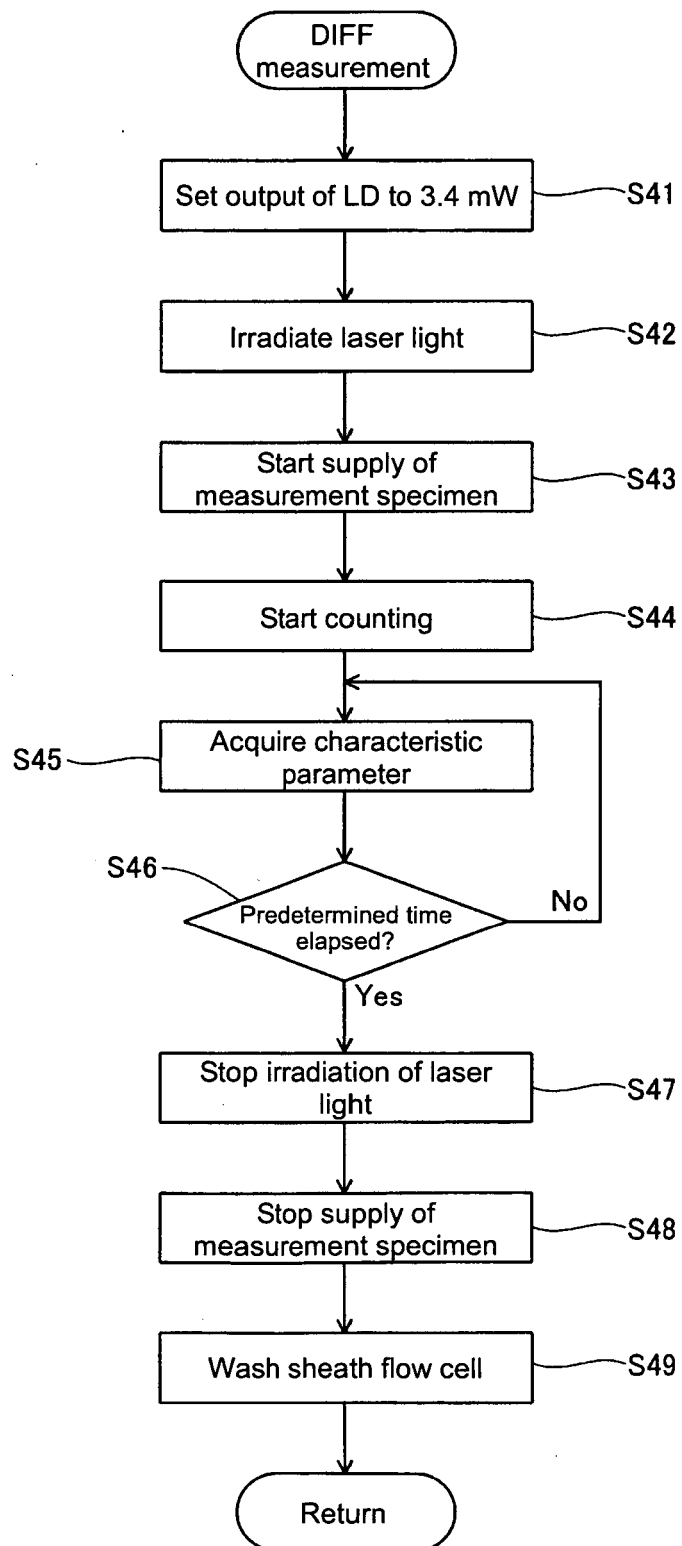 DIFF
measurement
Set output of LD to 3.4 mW
S41
Irradiate laser light
S42
Start supply of
measurement specimen
S43
Start counting
S44
Acquire characteristic
parameter
S45
S46
Predetermined time
elapsed?
No
Yes
Stop irradiation of laser
light
S47
Stop supply of
measurement specimen
S48
Wash sheath flow cell
S49
Return